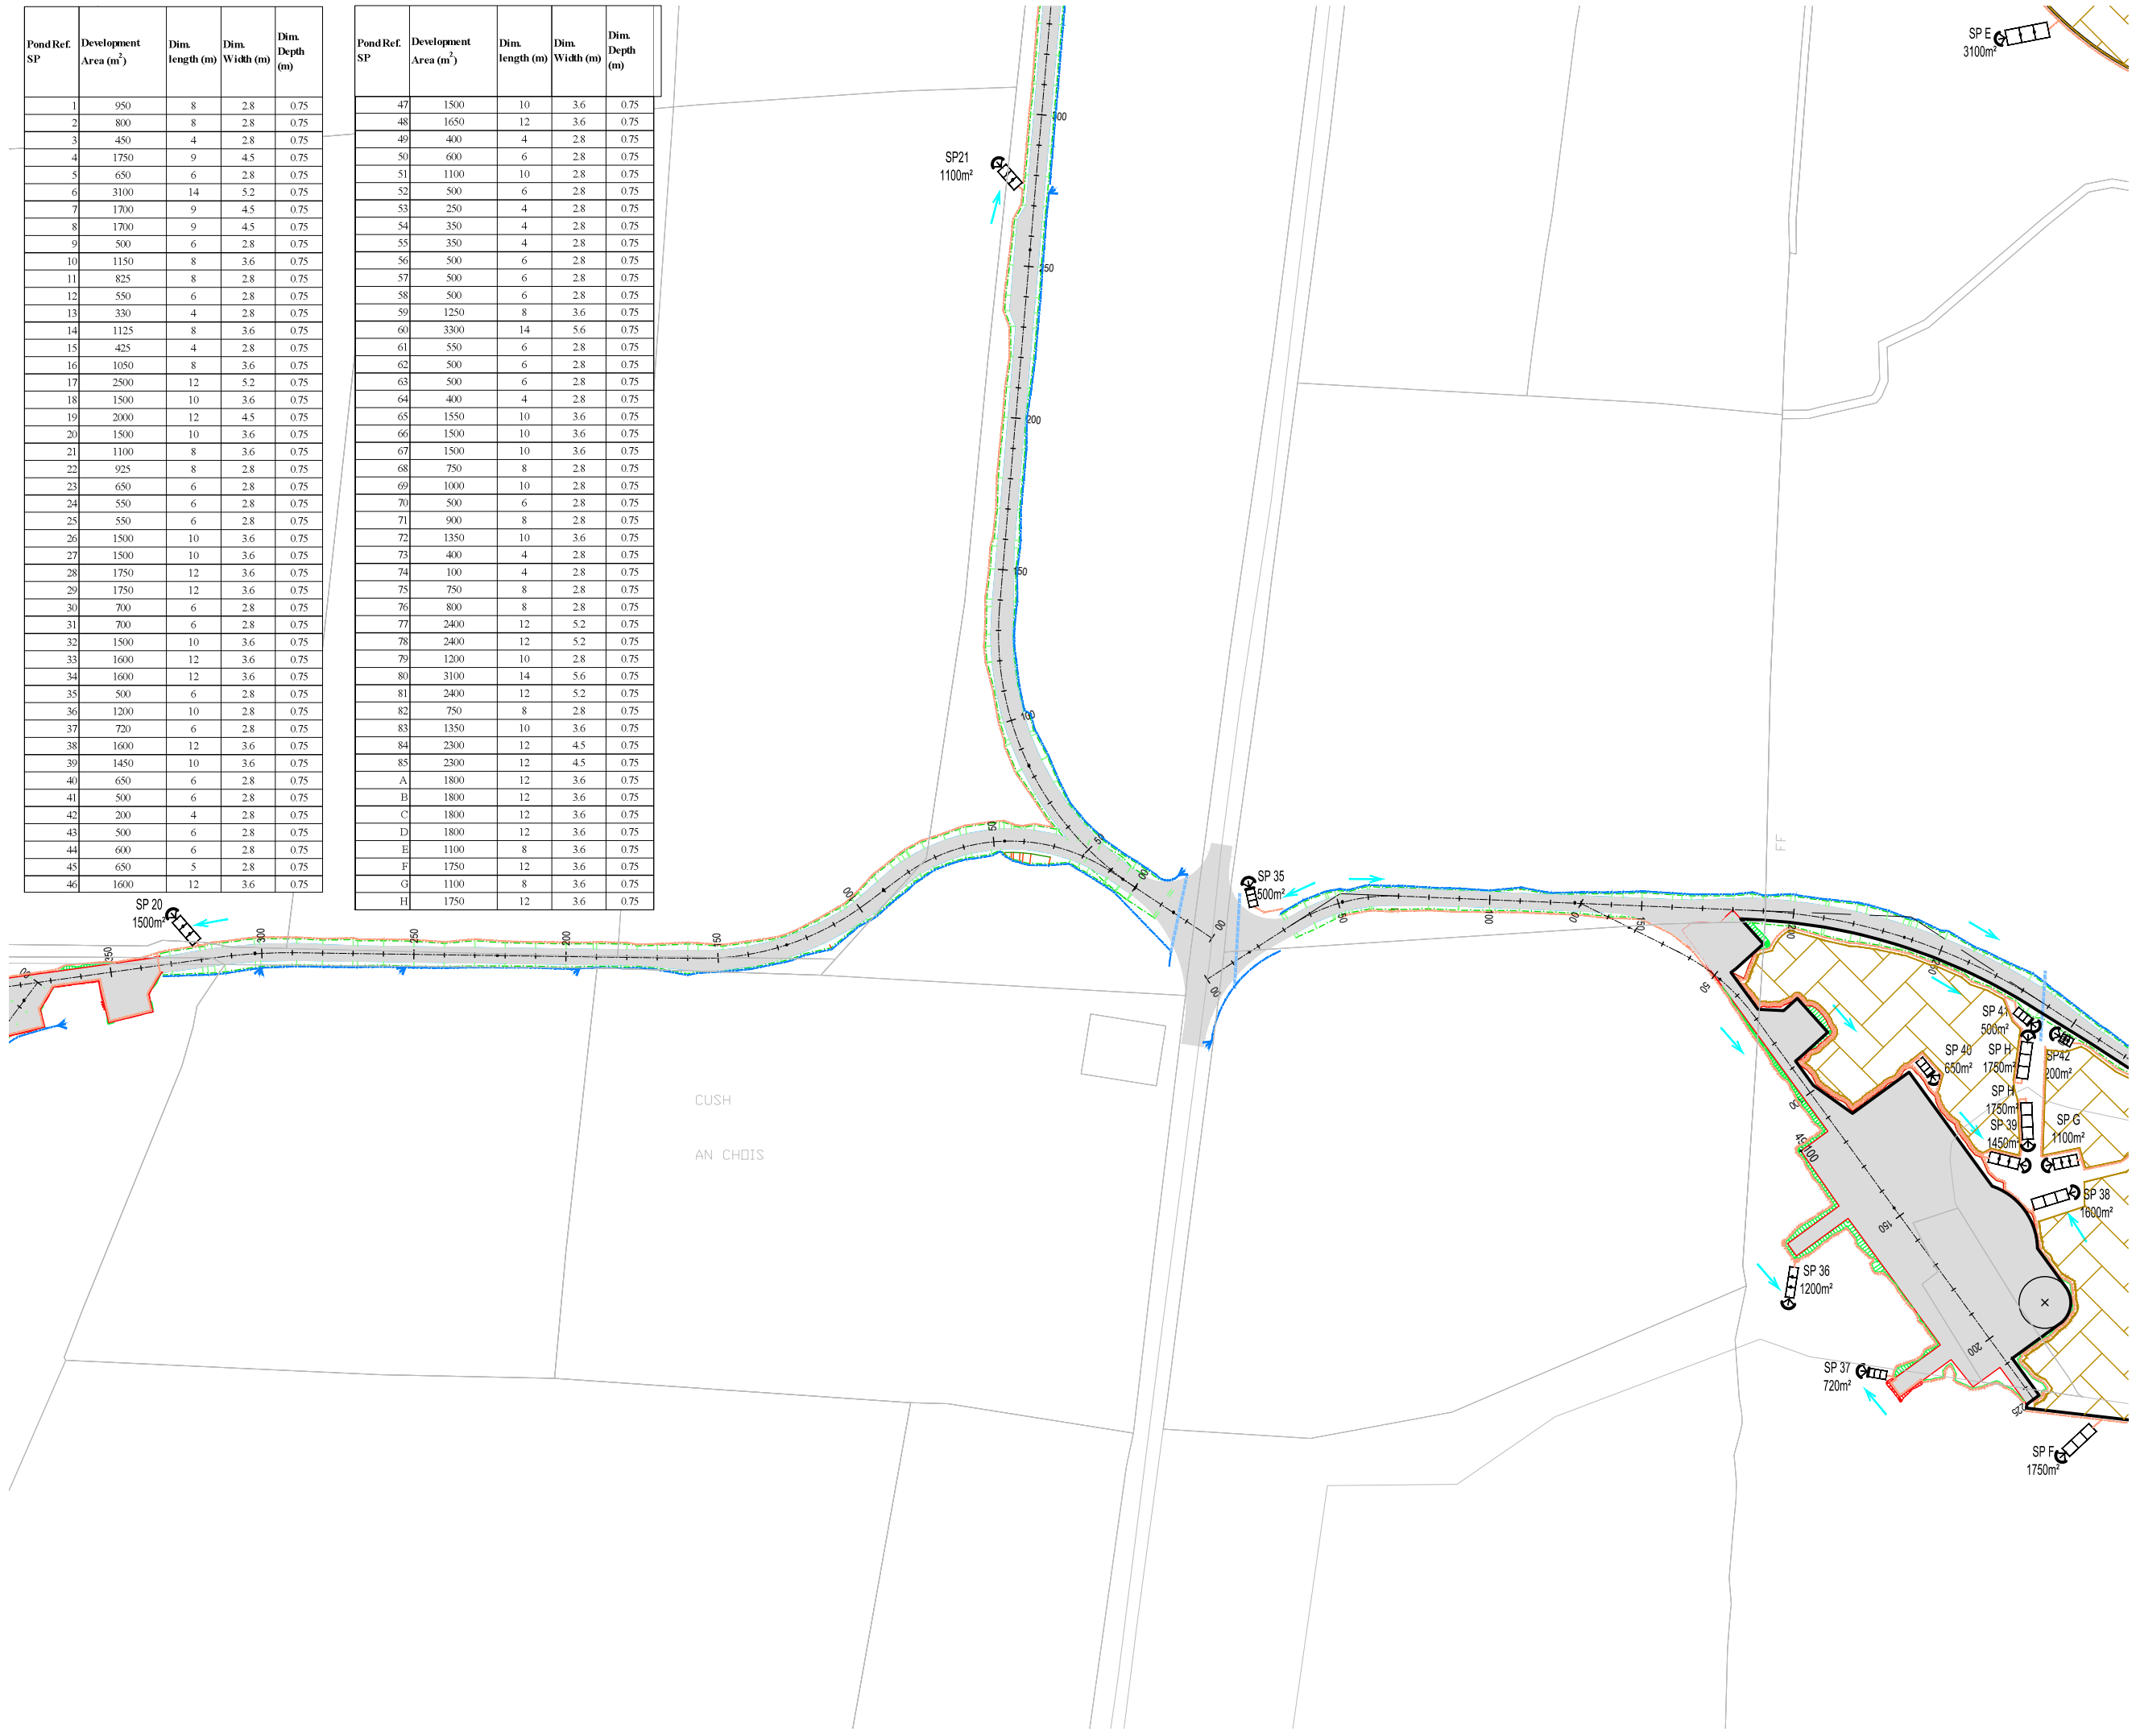 Pond Ref. SP Development Area (m²) Dim. length (m) Dim. Width (m) Dim. Depth (m)
1 950 8 2.8 0.75
2 800 8 2.8 0.75
3 450 4 2.8 0.75
4 1750 9 4.5 0.75
5 650 6 2.8 0.75
6 3100 14 5.2 0.75
7 1700 9 4.5 0.75
8 1700 9 4.5 0.75
9 500 6 2.8 0.75
10 1150 8 3.6 0.75
11 825 8 2.8 0.75
12 550 6 2.8 0.75
13 330 4 2.8 0.75
14 1125 8 3.6 0.75
15 425 4 2.8 0.75
16 1050 8 3.6 0.75
17 2500 12 5.2 0.75
18 1500 10 3.6 0.75
19 2000 12 4.5 0.75
20 1500 10 3.6 0.75
21 1100 8 3.6 0.75
22 925 8 2.8 0.75
23 650 6 2.8 0.75
24 550 6 2.8 0.75
25 550 6 2.8 0.75
26 1500 10 3.6 0.75
27 1500 10 3.6 0.75
28 1750 12 3.6 0.75
29 1750 12 3.6 0.75
30 700 6 2.8 0.75
31 700 6 2.8 0.75
32 1500 10 3.6 0.75
33 1600 12 3.6 0.75
34 1600 12 3.6 0.75
35 500 6 2.8 0.75
36 1200 10 2.8 0.75
37 720 6 2.8 0.75
38 1600 12 3.6 0.75
39 1450 10 3.6 0.75
40 650 6 2.8 0.75
41 500 6 2.8 0.75
42 200 4 2.8 0.75
43 500 6 2.8 0.75
44 600 6 2.8 0.75
45 650 5 2.8 0.75
46 1600 12 3.6 0.75
Pond Ref. SP Development Area (m²) Dim. length (m) Dim. Width (m) Dim. Depth (m)
47 1500 10 3.6 0.75
48 1650 12 3.6 0.75
49 400 4 2.8 0.75
50 600 6 2.8 0.75
51 1100 10 2.8 0.75
52 500 6 2.8 0.75
53 250 4 2.8 0.75
54 350 4 2.8 0.75
55 350 4 2.8 0.75
56 500 6 2.8 0.75
57 500 6 2.8 0.75
58 500 6 2.8 0.75
59 1250 8 3.6 0.75
60 3300 14 5.6 0.75
61 550 6 2.8 0.75
62 500 6 2.8 0.75
63 500 6 2.8 0.75
64 400 4 2.8 0.75
65 1550 10 3.6 0.75
66 1500 10 3.6 0.75
67 1500 10 3.6 0.75
68 750 8 2.8 0.75
69 1000 10 2.8 0.75
70 500 6 2.8 0.75
71 900 8 2.8 0.75
72 1350 10 3.6 0.75
73 400 4 2.8 0.75
74 100 4 2.8 0.75
75 750 8 2.8 0.75
76 800 8 2.8 0.75
77 2400 12 5.2 0.75
78 2400 12 5.2 0.75
79 1200 10 2.8 0.75
80 3100 14 5.6 0.75
81 2400 12 5.2 0.75
82 750 8 2.8 0.75
83 1350 10 3.6 0.75
84 2300 12 4.5 0.75
85 2300 12 4.5 0.75
A 1800 12 3.6 0.75
B 1800 12 3.6 0.75
C 1800 12 3.6 0.75
D 1800 12 3.6 0.75
E 1100 8 3.6 0.75
F 1750 12 3.6 0.75
G 1100 8 3.6 0.75
H 1750 12 3.6 0.75
SP E
3100m²
300
SP21
1100m²
250
200
150
100
50
00
50
00
SP 20
1500m²
350
300
250
200
150
00
00
00
SP 35
500m²
50
00
00
150
200
250
50
FF
CUSH
AN CHOIS
SP 41
500m²
SP 40
650m²
SP H
1750m²
SP42
200m²
SP H
1750m²
SP 39
1450m²
SP G
1100m²
SP 38
1600m²
100
150
200
SP 36
1200m²
SP 37
720m²
SP F
1750m²